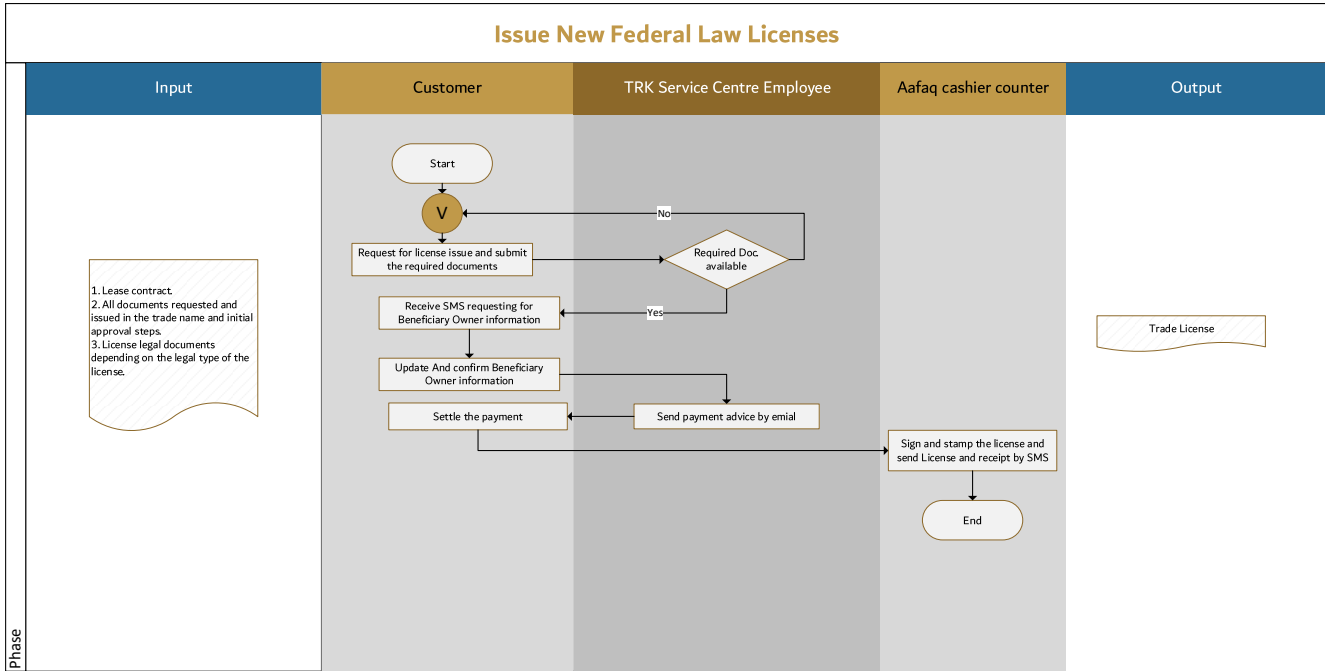 Issue New Federal Law Licenses
Input
Customer
TRK Service Centre Employee
Aafaq cashier counter
Output
Start
V
No
Request for license issue and submit
the required documents
Required Doc.
available
1. Lease contract.
2. All documents requested and
issued in the trade name and initial
approval steps.
3. License legal documents
depending on the legal type of the
license.
Receive SMS requesting for
Beneficiary Owner information
Yes
Trade License
Update And confirm Beneficiary
Owner information
Settle the payment
Send payment advice by emial
Sign and stamp the license and
send License and receipt by SMS
End
Phase